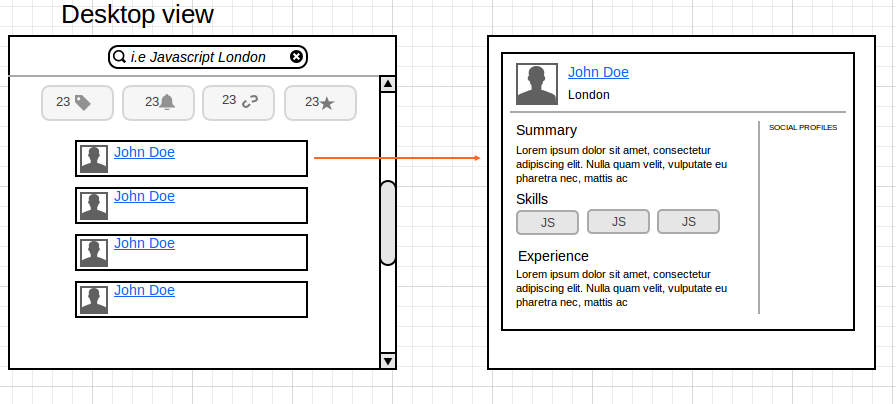 Desktop view
i.e Javascript London
23
23
23
23
John Doe
John Doe
John Doe
John Doe
John Doe
London
Summary
Lorem ipsum dolor sit amet, consectetur
adipiscing elit. Nulla quam velit, vulputate eu
pharetra nec, mattis ac
Skills
JS
JS
JS
Experience
Lorem ipsum dolor sit amet, consectetur
adipiscing elit. Nulla quam velit, vulputate eu
pharetra nec, mattis ac
SOCIAL PROFILES